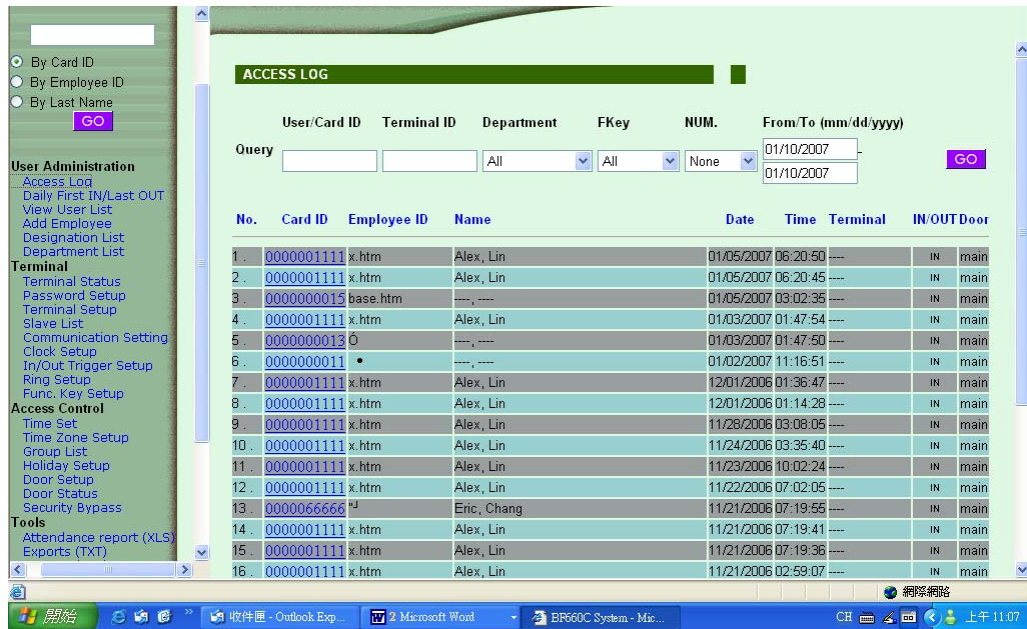 By Card ID
By Employee ID
By Last Name
GO
User Administration
Access Log
Daily First IN/Last OUT
View User List
Add Employee
Designation List
Department List
Terminal
Terminal Status
Password Setup
Terminal Setup
Slave List
Communication Setting
Clock Setup
In/Out Trigger Setup
Ring Setup
Func. Key Setup
Access Control
Time Set
Time Zone Setup
Group List
Holiday Setup
Door Setup
Door Status
Security Bypass
Tools
Attendance report (XLS)
Exports (TXT)
ACCESS LOG
User/Card ID Terminal ID Department FKey NUM. From/To (mm/dd/yyyy)
Query All All None 01/10/2007 - GO
01/10/2007
No. Card ID Employee ID Name Date Time Terminal IN/OUT Door
1 . 0000001111 x.htm Alex, Lin 01/05/2007 06:20:50 ---- IN main
2 . 0000001111 x.htm Alex, Lin 01/05/2007 06:20:45 ---- IN main
3 . 0000000015 base.htm ----, ---- 01/05/2007 03:02:35 ---- IN main
4 . 0000001111 x.htm Alex, Lin 01/03/2007 01:47:54 ---- IN main
5 . 0000000013 Ó ----, ---- 01/03/2007 01:47:50 ---- IN main
6 . 0000000011 • ----, ---- 01/02/2007 11:16:51 ---- IN main
7 . 0000001111 x.htm Alex, Lin 12/01/2006 01:36:47 ---- IN main
8 . 0000001111 x.htm Alex, Lin 12/01/2006 01:14:28 ---- IN main
9 . 0000001111 x.htm Alex, Lin 11/28/2006 03:08:05 ---- IN main
10 . 0000001111 x.htm Alex, Lin 11/24/2006 03:35:40 ---- IN main
11 . 0000001111 x.htm Alex, Lin 11/23/2006 10:02:24 ---- IN main
12 . 0000001111 x.htm Alex, Lin 11/22/2006 07:02:05 ---- IN main
13 . 0000066666 Eric, Chang 11/21/2006 07:19:55 ---- IN main
14 . 0000001111 x.htm Alex, Lin 11/21/2006 07:19:41 ---- IN main
15 . 0000001111 x.htm Alex, Lin 11/21/2006 07:19:36 ---- IN main
16 . 0000001111 x.htm Alex, Lin 11/21/2006 02:59:07 ---- IN main
網際網路
開始 » 收件匣 - Outlook Exp... 2 Microsoft Word BF660C System - Mic... CH 上午 11:07